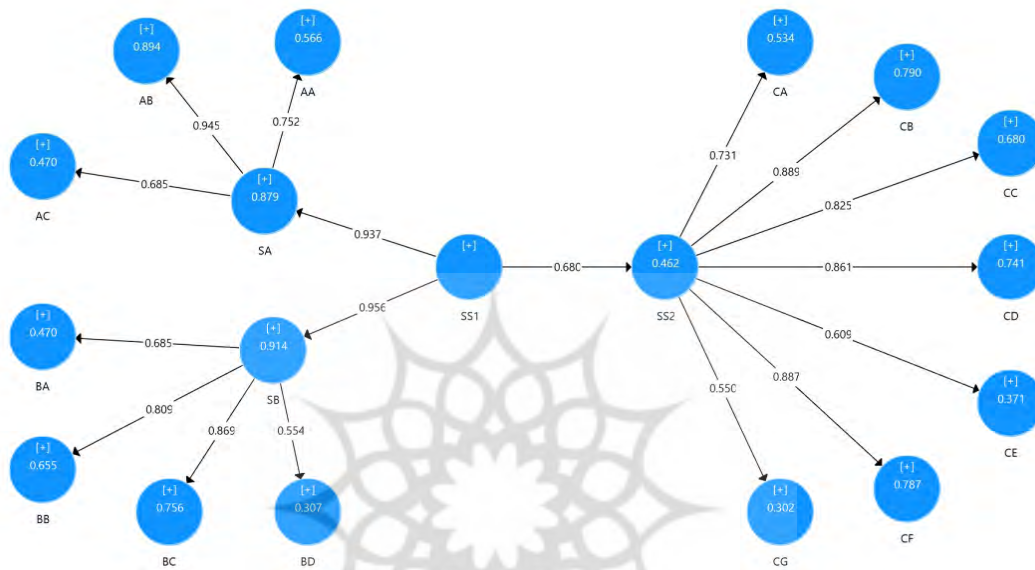 [+]
0.894
AB
[+]
0.566
AA
[+]
0.470
AC
0.945
0.752
0.685
[+]
0.879
SA
0.937
[+]
SS1
0.956
0.680
[+]
0.914
SB
[+]
0.470
BA
0.685
0.809
[+]
0.655
BB
0.869
0.554
[+]
0.756
BC
[+]
0.307
BD
[+]
0.462
SS2
[+]
0.534
CA
0.731
[+]
0.790
CB
0.889
[+]
0.680
CC
0.825
[+]
0.741
CD
0.861
[+]
0.371
CE
0.609
[+]
0.787
CF
0.887
[+]
0.302
CG
0.550